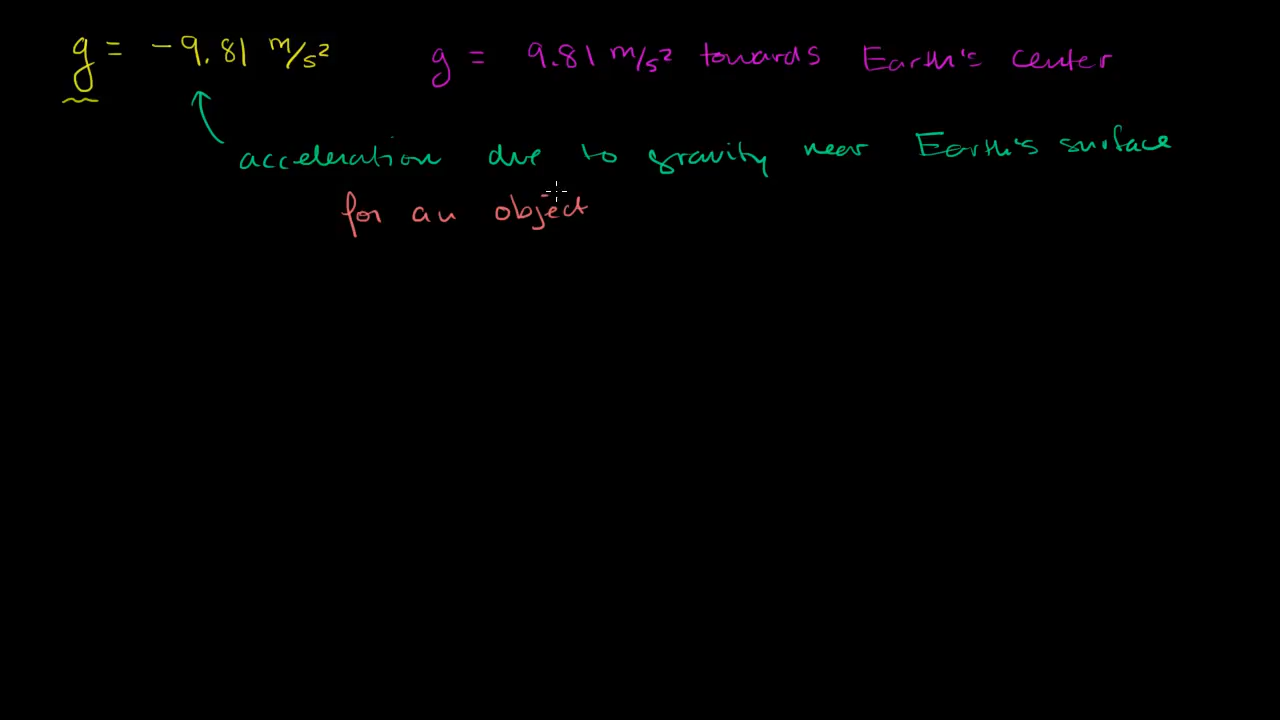 g = -9.81 m/s² g = 9.81 m/s² towards Earth's center
acceleration due to gravity near Earth's surface
for an object